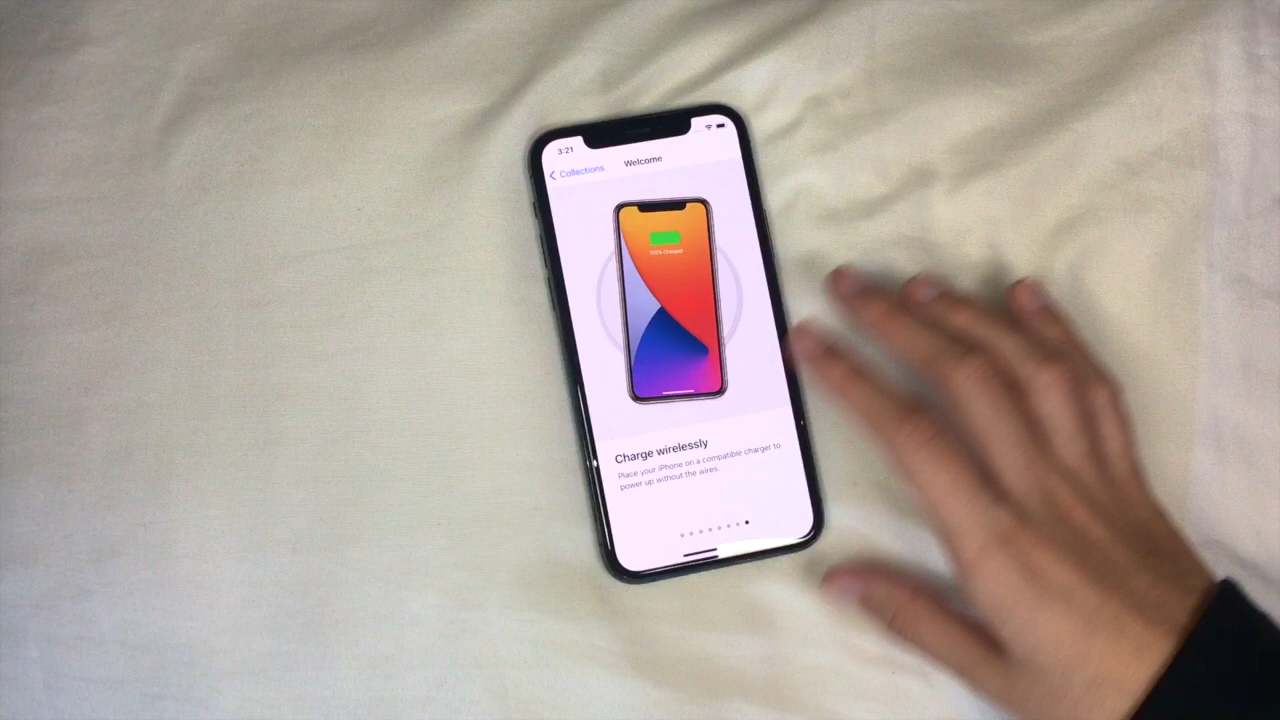 3:21
Collections
Welcome
100% Charged
Charge wirelessly
Place your iPhone on a compatible charger to
power up without the wires.